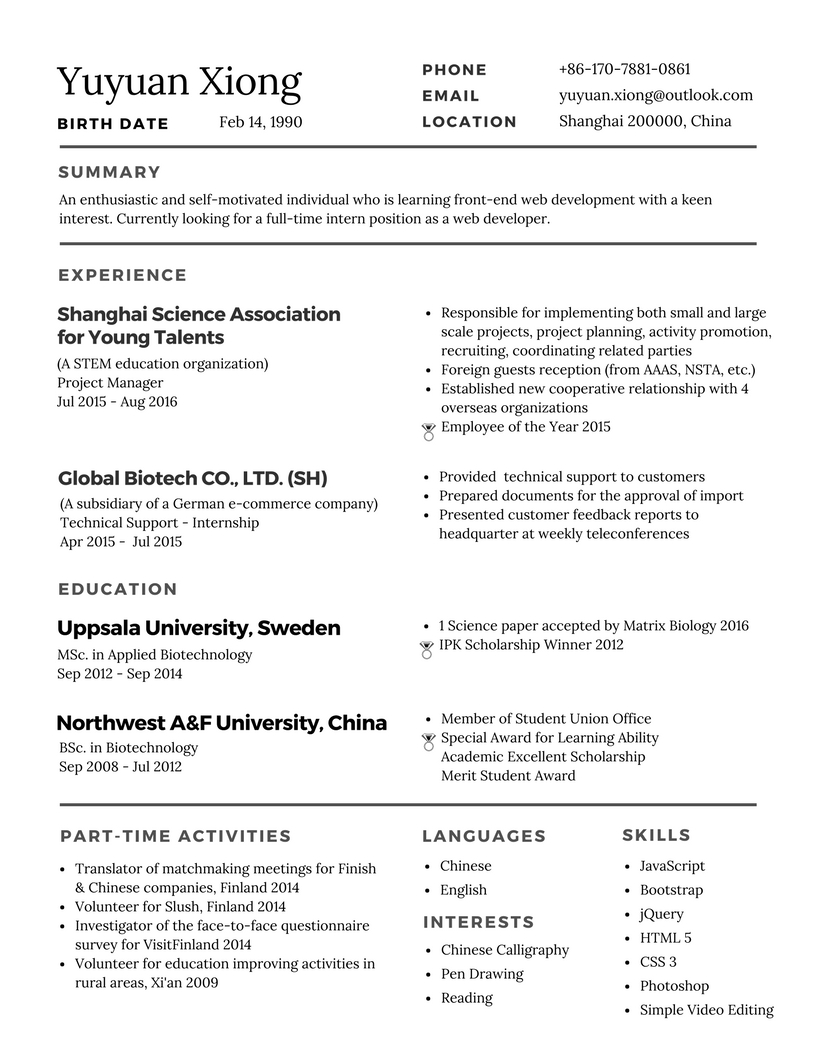 Yuyuan Xiong
BIRTH DATE Feb 14, 1990
PHONE +86-170-7881-0861
EMAIL yuyuan.xiong@outlook.com
LOCATION Shanghai 200000, China
SUMMARY
An enthusiastic and self-motivated individual who is learning front-end web development with a keen
interest. Currently looking for a full-time intern position as a web developer.
EXPERIENCE
Shanghai Science Association
for Young Talents
(A STEM education organization)
Project Manager
Jul 2015 - Aug 2016
• Responsible for implementing both small and large
scale projects, project planning, activity promotion,
recruiting, coordinating related parties
• Foreign guests reception (from AAAS, NSTA, etc.)
• Established new cooperative relationship with 4
overseas organizations
Employee of the Year 2015
Global Biotech CO., LTD. (SH)
(A subsidiary of a German e-commerce company)
Technical Support - Internship
Apr 2015 - Jul 2015
• Provided technical support to customers
• Prepared documents for the approval of import
• Presented customer feedback reports to
headquarter at weekly teleconferences
EDUCATION
Uppsala University, Sweden
MSc. in Applied Biotechnology
Sep 2012 - Sep 2014
• 1 Science paper accepted by Matrix Biology 2016
IPK Scholarship Winner 2012
Northwest A&F University, China
BSc. in Biotechnology
Sep 2008 - Jul 2012
• Member of Student Union Office
Special Award for Learning Ability
Academic Excellent Scholarship
Merit Student Award
PART-TIME ACTIVITIES
• Translator of matchmaking meetings for Finish
& Chinese companies, Finland 2014
• Volunteer for Slush, Finland 2014
• Investigator of the face-to-face questionnaire
survey for VisitFinland 2014
• Volunteer for education improving activities in
rural areas, Xi'an 2009
LANGUAGES
• Chinese
• English
INTERESTS
• Chinese Calligraphy
• Pen Drawing
• Reading
SKILLS
• JavaScript
• Bootstrap
• jQuery
• HTML 5
• CSS 3
• Photoshop
• Simple Video Editing